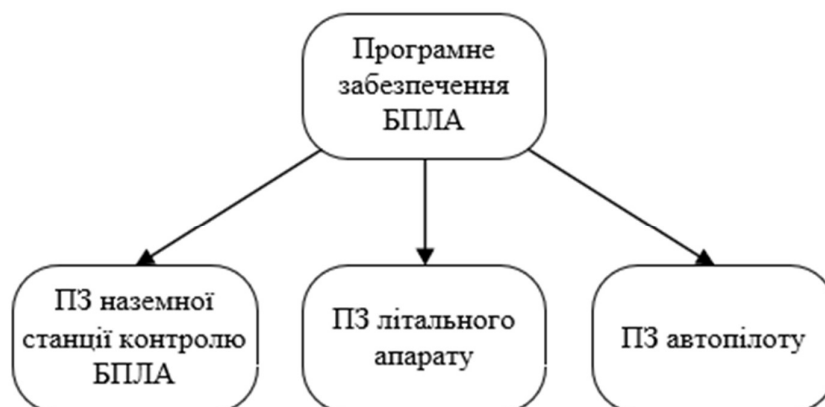 Програмне
забезпечення
БПЛА
ПЗ наземної
станції контролю
БПЛА
ПЗ літального
апарату
ПЗ автопілоту